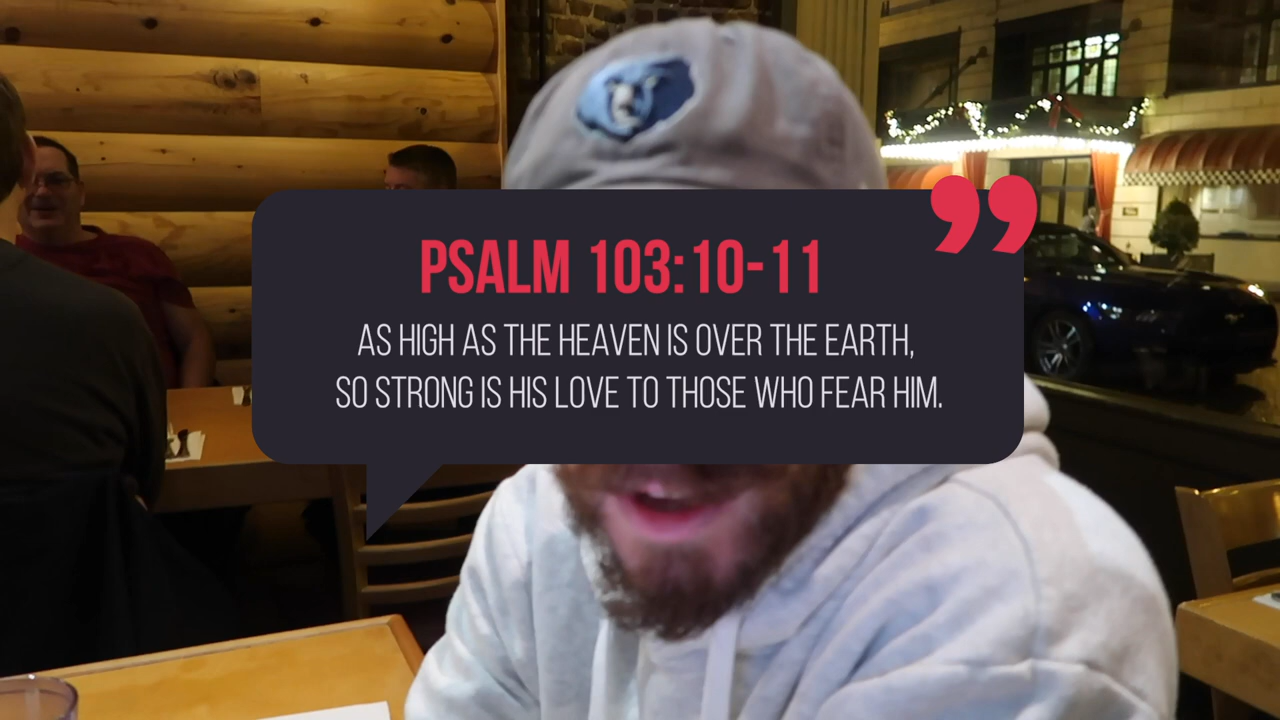 PSALM 103:10-11
AS HIGH AS THE HEAVEN IS OVER THE EARTH,
SO STRONG IS HIS LOVE TO THOSE WHO FEAR HIM.